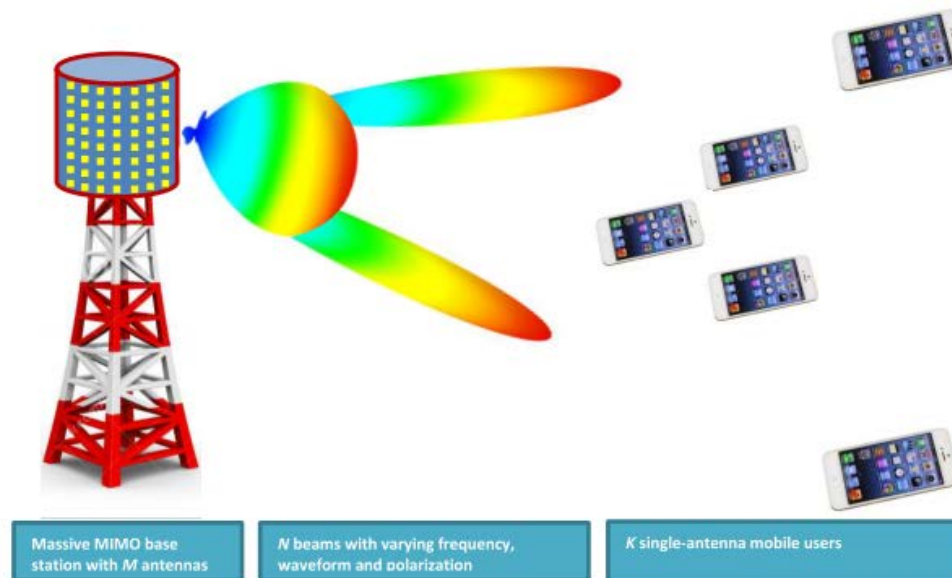 Massive MIMO base
station with M antennas
N beams with varying frequency,
waveform and polarization
K single-antenna mobile users